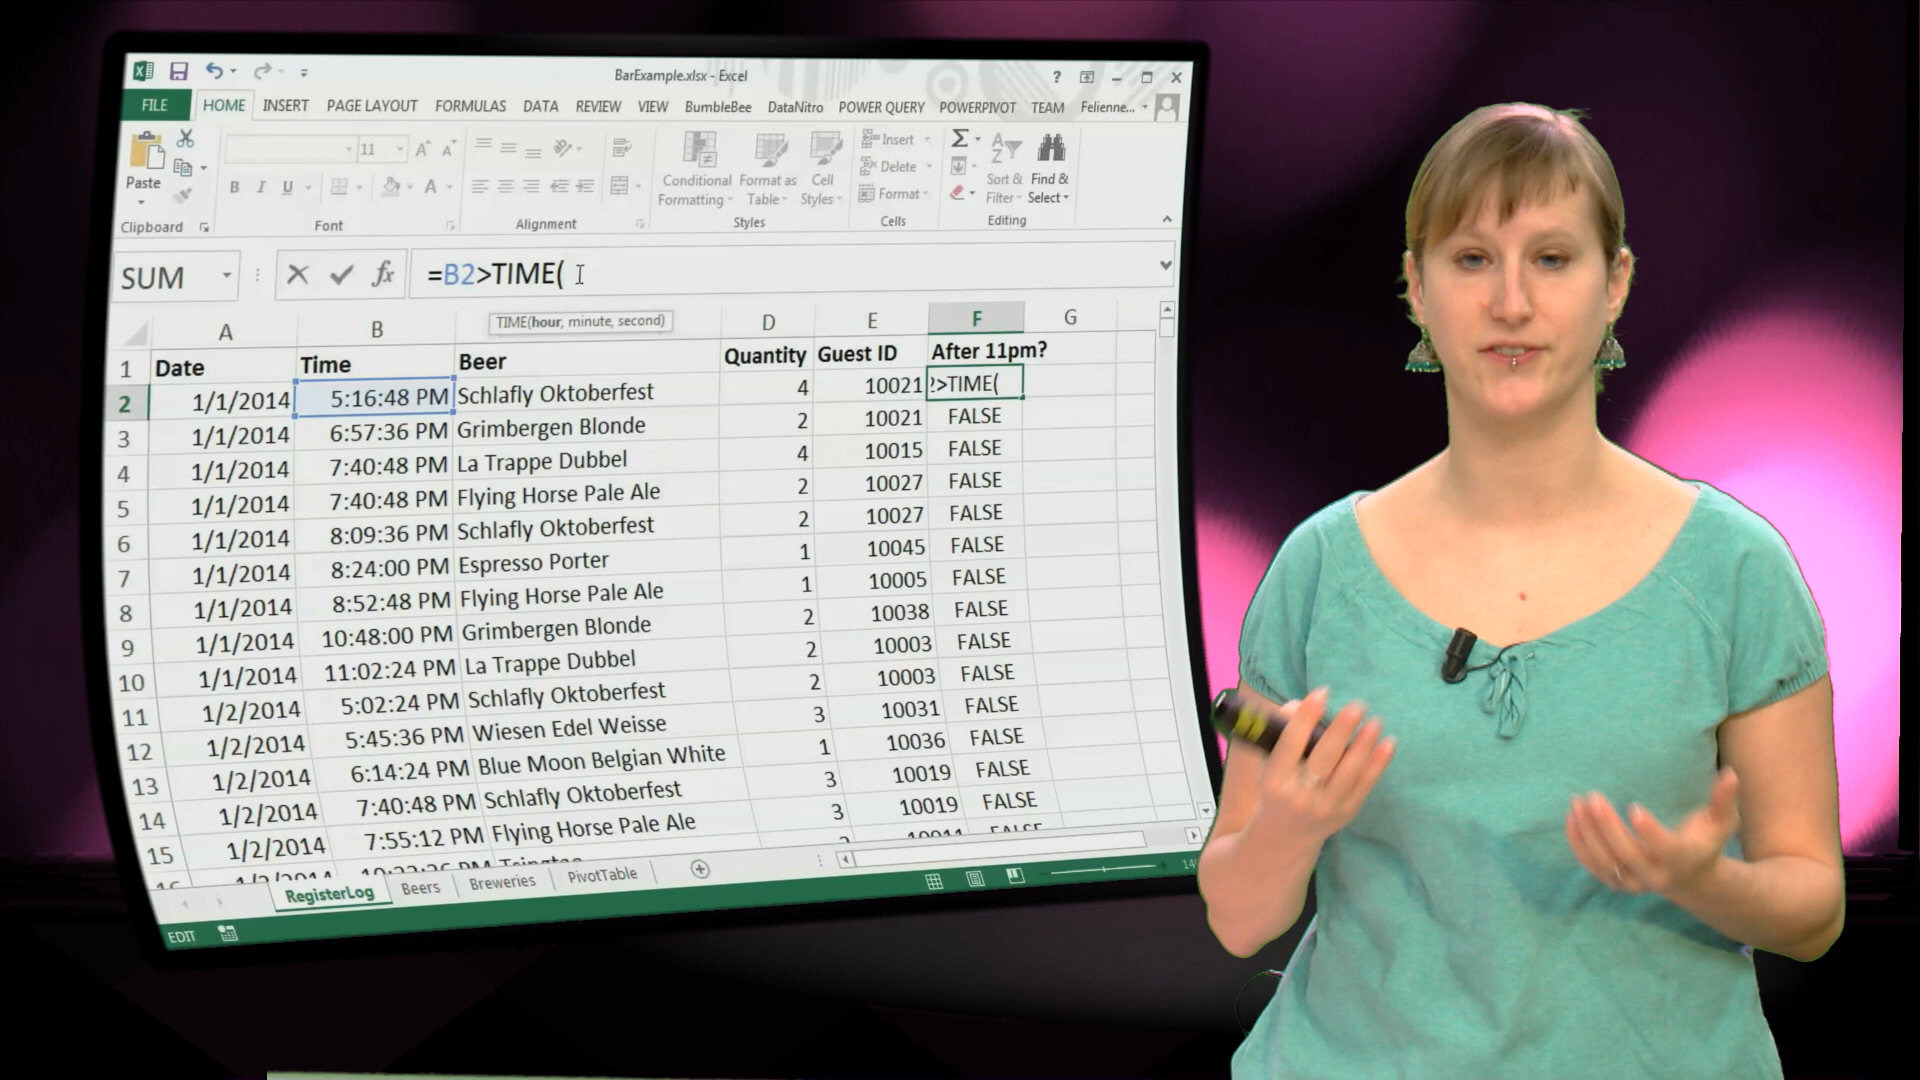 BarExample.xlsx - Excel
FILE HOME INSERT PAGE LAYOUT FORMULAS DATA REVIEW VIEW BumbleBee DataNitro POWER QUERY POWERPIVOT TEAM Felienne...
Paste
11
B I U
A
Conditional Formatting
Format as Table
Cell Styles
Insert
Delete
Format
Sort & Filter
Find & Select
Clipboard Font Alignment Styles Cells Editing
SUM fx =B2>TIME(
TIME(hour, minute, second)
A B D E F G
1 Date Time Beer Quantity Guest ID After 11pm?
2 1/1/2014 5:16:48 PM Schlafly Oktoberfest 4 10021 >TIME(
3 1/1/2014 6:57:36 PM Grimbergen Blonde 2 10021 FALSE
4 1/1/2014 7:40:48 PM La Trappe Dubbel 4 10015 FALSE
5 1/1/2014 7:40:48 PM Flying Horse Pale Ale 2 10027 FALSE
6 1/1/2014 8:09:36 PM Schlafly Oktoberfest 2 10027 FALSE
7 1/1/2014 8:24:00 PM Espresso Porter 1 10045 FALSE
8 1/1/2014 8:52:48 PM Flying Horse Pale Ale 1 10005 FALSE
9 1/1/2014 10:48:00 PM Grimbergen Blonde 2 10038 FALSE
10 1/1/2014 11:02:24 PM La Trappe Dubbel 2 10003 FALSE
11 1/2/2014 5:02:24 PM Schlafly Oktoberfest 2 10003 FALSE
12 1/2/2014 5:45:36 PM Wiesen Edel Weisse 3 10031 FALSE
13 1/2/2014 6:14:24 PM Blue Moon Belgian White 1 10036 FALSE
14 1/2/2014 7:40:48 PM Schlafly Oktoberfest 3 10019 FALSE
15 1/2/2014 7:55:12 PM Flying Horse Pale Ale 3 10019 FALSE
RegisterLog Beers Breweries PivotTable
EDIT